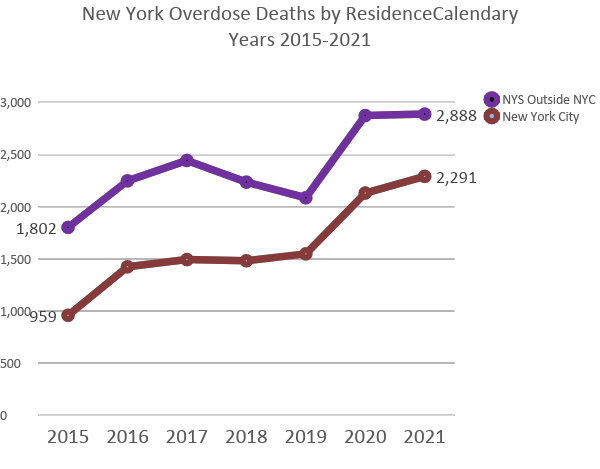 New York Overdose Deaths by ResidenceCalendary
Years 2015-2021
3,000
NYS Outside NYC
2,888
New York City
2,500
2,291
2,000
1,802
1,500
1,000
959
500
0
2015 2016 2017 2018 2019 2020 2021